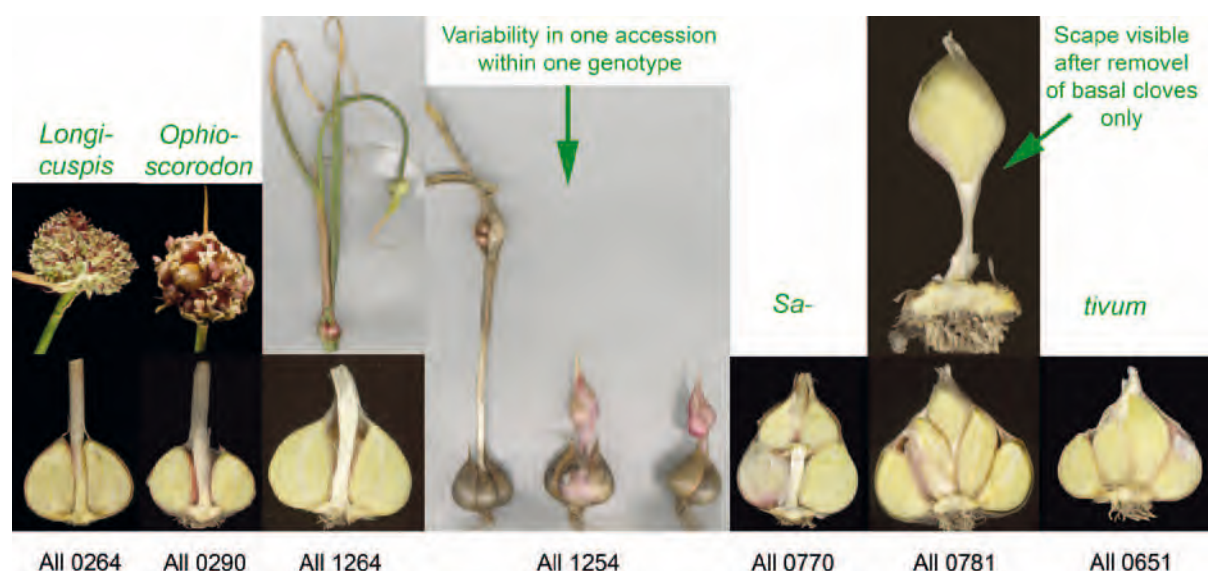 Variability in one accession
within one genotype
Scape visible
after removel
of basal cloves
only
Longi-
cuspis
Ophio-
scorodon
Sa-
tivum
All 0264
All 0290
All 1264
All 1254
All 0770
All 0781
All 0651